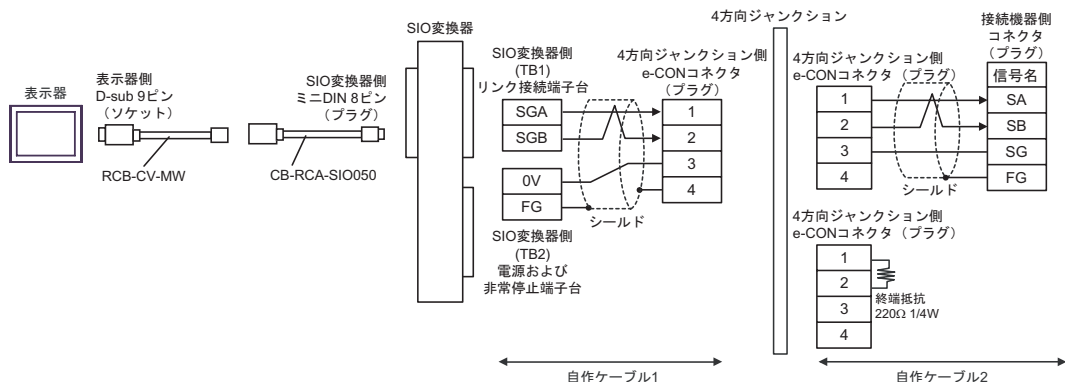 表示器
表示器側
D-sub 9ピン
(ソケット)
RCB-CV-MW
SIO変換器側
ミニDIN 8ピン
(プラグ)
CB-RCA-SIO050
SIO変換器
SIO変換器側
(TB1)
リンク接続端子台
SGA
SGB
0V
FG
SIO変換器側
(TB2)
電源および
非常停止端子台
シールド
4方向ジャンクション側
e-CONコネクタ
(プラグ)
1
2
3
4
自作ケーブル1
4方向ジャンクション
4方向ジャンクション側
e-CONコネクタ(プラグ)
1
2
3
4
シールド
接続機器側
コネクタ
(プラグ)
信号名
SA
SB
SG
FG
4方向ジャンクション側
e-CONコネクタ(プラグ)
1
2
3
4
終端抵抗
220Ω 1/4W
自作ケーブル2